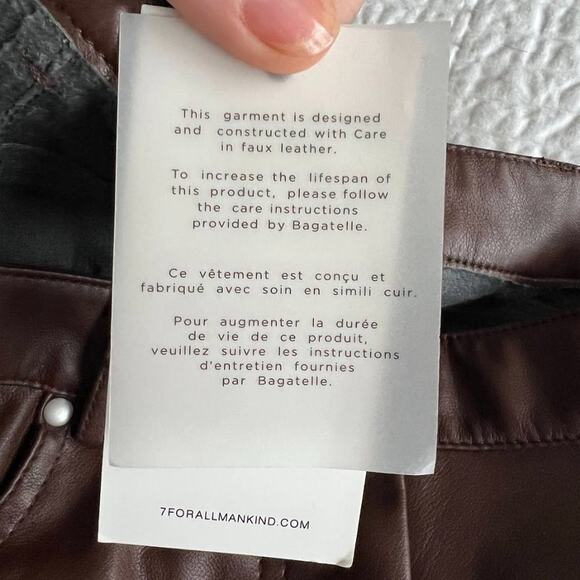 This garment is designed
and constructed with Care
in faux leather.
To increase the lifespan of
this product, please follow
the care instructions
provided by Bagatelle.
Ce vêtement est conçu et
fabriqué avec soin en simili cuir.
Pour augmenter la durée
de vie de ce produit,
veuillez suivre les instructions
d'entretien fournies
par Bagatelle.
7FORALLMANKIND.COM